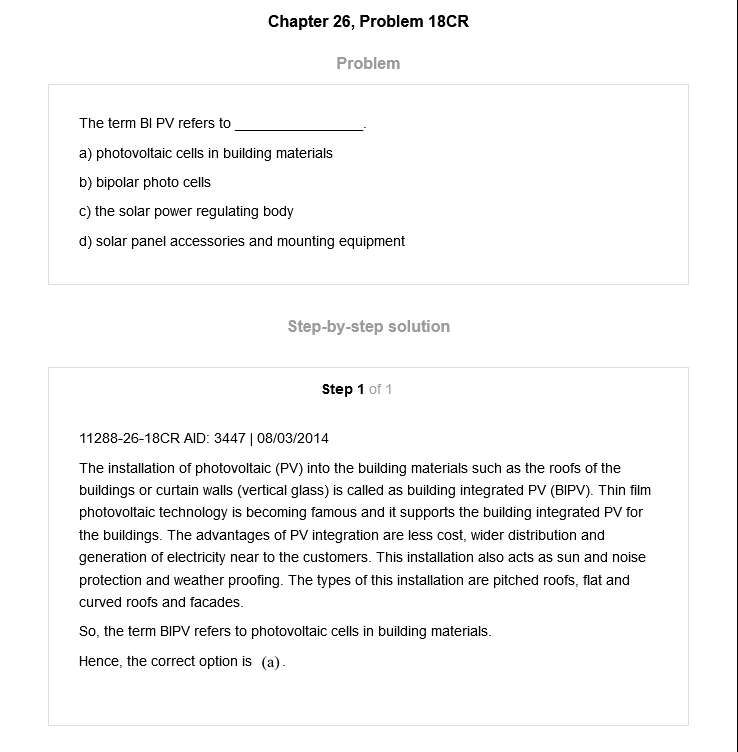 Chapter 26, Problem 18CR
Problem
The term BI PV refers to _________________.
a) photovoltaic cells in building materials
b) bipolar photo cells
c) the solar power regulating body
d) solar panel accessories and mounting equipment
Step-by-step solution
Step 1 of 1
11288-26-18CR AID: 3447 | 08/03/2014
The installation of photovoltaic (PV) into the building materials such as the roofs of the
buildings or curtain walls (vertical glass) is called as building integrated PV (BIPV). Thin film
photovoltaic technology is becoming famous and it supports the building integrated PV for
the buildings. The advantages of PV integration are less cost, wider distribution and
generation of electricity near to the customers. This installation also acts as sun and noise
protection and weather proofing. The types of this installation are pitched roofs, flat and
curved roofs and facades.
So, the term BIPV refers to photovoltaic cells in building materials.
Hence, the correct option is (a).